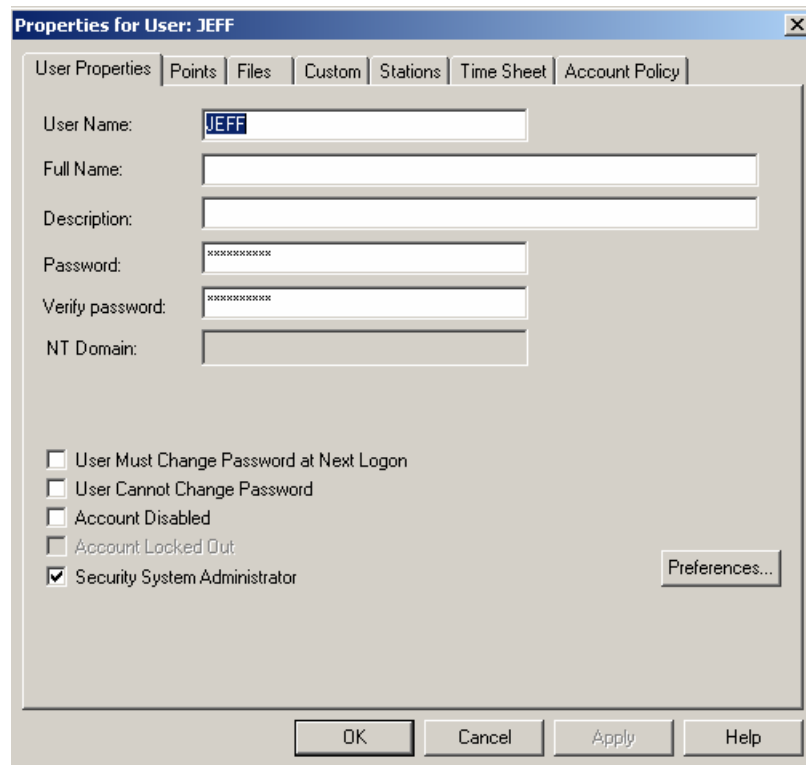 Properties for User: JEFF
User Properties Points Files Custom Stations Time Sheet Account Policy
User Name: JEFF
Full Name:
Description:
Password: **********
Verify password: **********
NT Domain:
User Must Change Password at Next Logon
User Cannot Change Password
Account Disabled
Account Locked Out
Security System Administrator
Preferences...
OK Cancel Apply Help